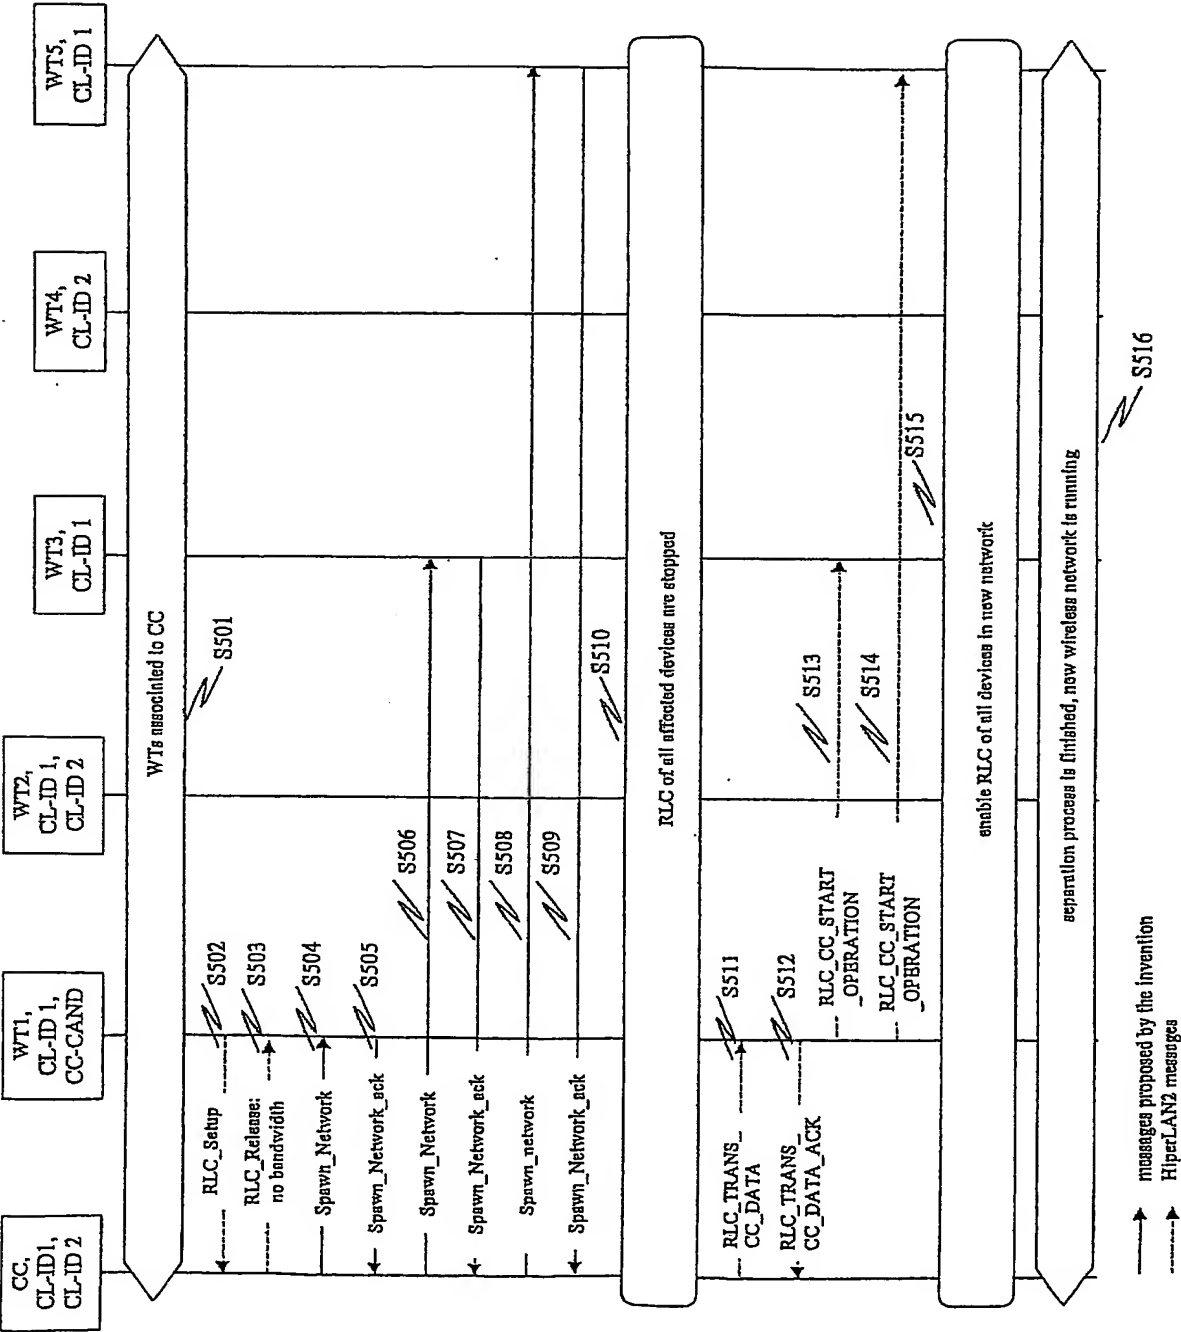 CC,
CL-ID1,
CL-ID 2
WT1,
CL-ID 1,
CC-CAND
WT2,
CL-ID 1,
CL-ID 2
WT3,
CL-ID 1
WT4,
CL-ID 2
WT5,
CL-ID 1
WTs associated to CC
S501
RLC_Setup
S502
RLC_Release:
no bandwidth
S503
Spawn_Network
S504
Spawn_Network_ack
S505
Spawn_Network
S506
Spawn_Network_ack
S507
Spawn_network
S508
Spawn_Network_ack
S509
S510
RLC of all affected devices are stopped
RLC_TRANS_
CC_DATA
S511
RLC_TRANS_
CC_DATA_ACK
S512
RLC_CC_START
_OPERATION
S513
RLC_CC_START
_OPERATION
S514
S515
enable RLC of all devices in new network
separation process is finished, new wireless network is running
S516
messages proposed by the invention
HiperLAN2 messages